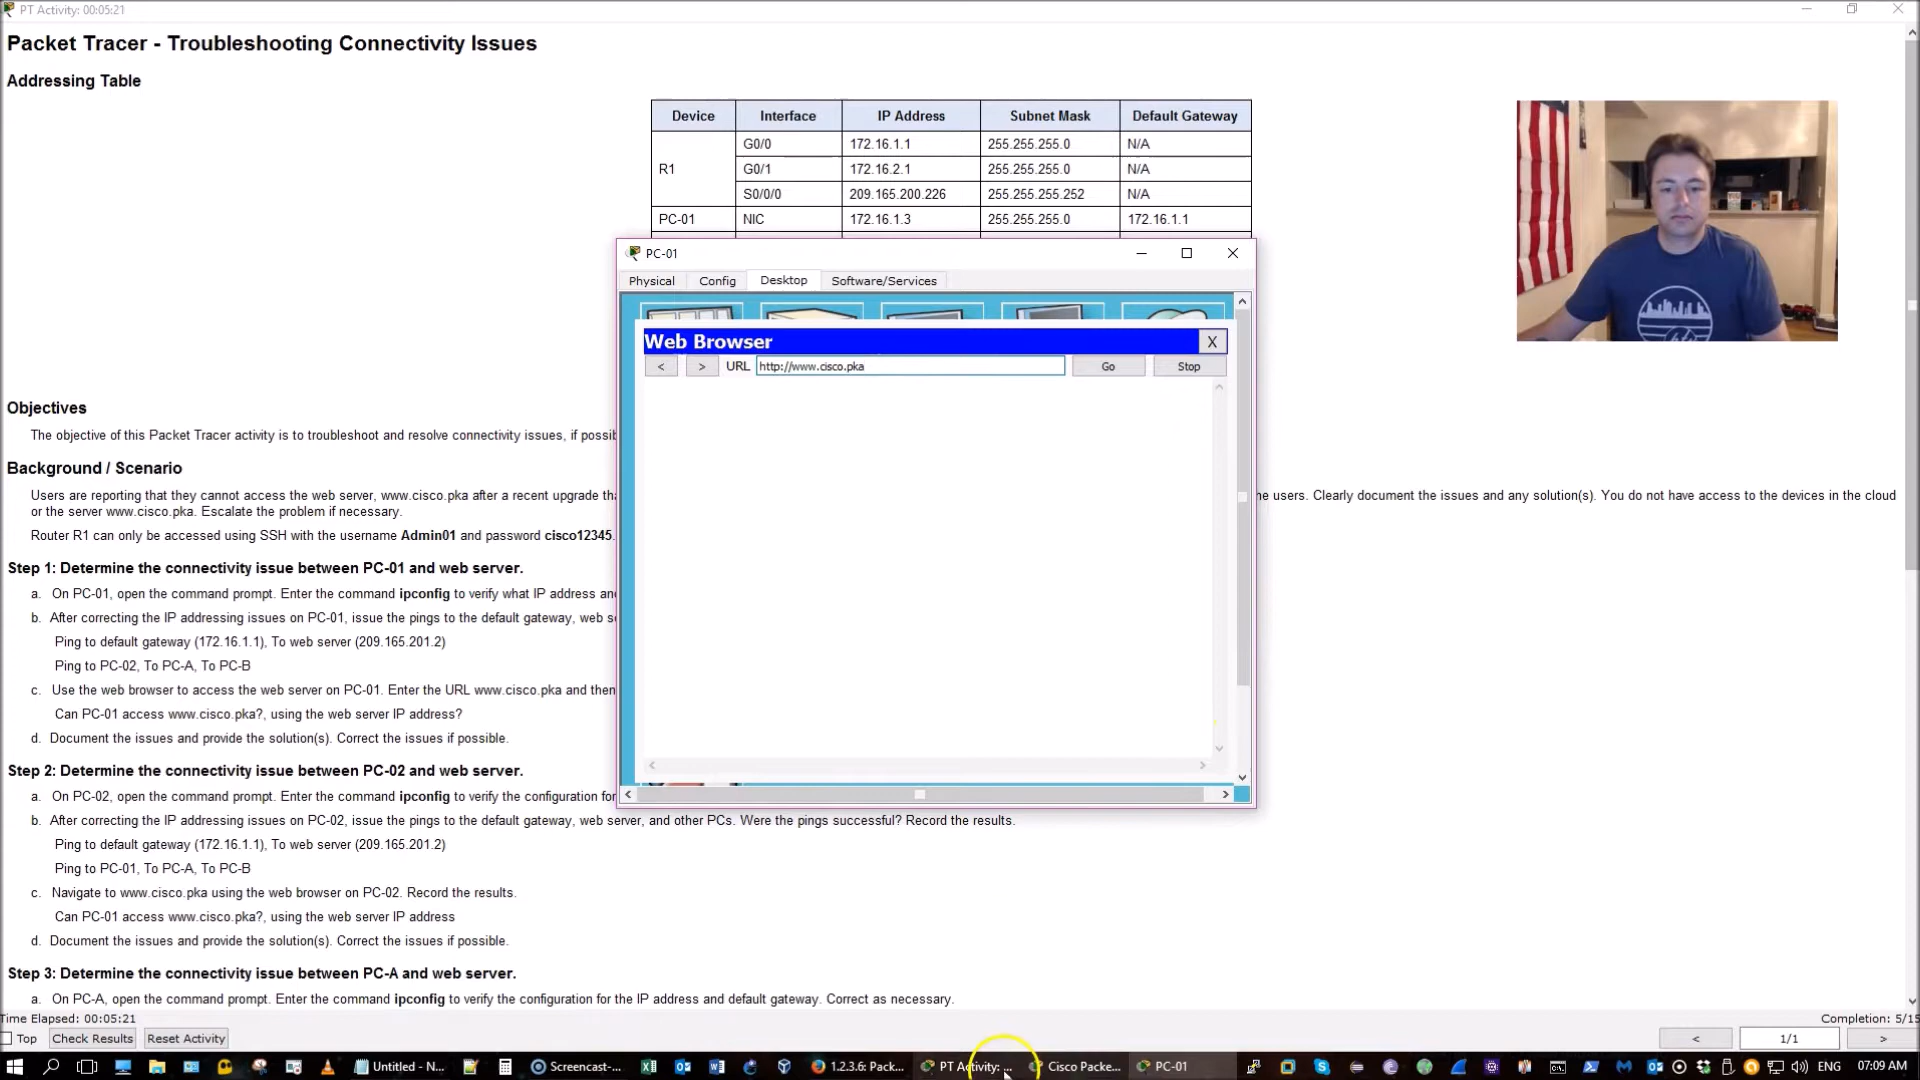 PT Activity: 00:05:21
Packet Tracer - Troubleshooting Connectivity Issues
Addressing Table
Device Interface IP Address Subnet Mask Default Gateway
R1
G0/0 172.16.1.1 255.255.255.0 N/A
G0/1 172.16.2.1 255.255.255.0 N/A
S0/0/0 209.165.200.226 255.255.255.252 N/A
PC-01 NIC 172.16.1.3 255.255.255.0 172.16.1.1
PC-01
Physical Config Desktop Software/Services
Web Browser X
< > URL http://www.cisco.pka Go Stop
Objectives
The objective of this Packet Tracer activity is to troubleshoot and resolve connectivity issues, if
Background / Scenario
Users are reporting that they cannot access the web server, www.cisco.pka after a recent upgrade users. Clearly document the issues and any solution(s). You do not have access to the devices in the cloud
or the server www.cisco.pka. Escalate the problem if necessary.
Router R1 can only be accessed using SSH with the username Admin01 and password cisco12345.
Step 1: Determine the connectivity issue between PC-01 and web server.
a. On PC-01, open the command prompt. Enter the command ipconfig to verify what IP address
b. After correcting the IP addressing issues on PC-01, issue the pings to the default gateway, web
Ping to default gateway (172.16.1.1), To web server (209.165.201.2)
Ping to PC-02, To PC-A, To PC-B
c. Use the web browser to access the web server on PC-01. Enter the URL www.cisco.pka and then
Can PC-01 access www.cisco.pka?, using the web server IP address?
d. Document the issues and provide the solution(s). Correct the issues if possible.
Step 2: Determine the connectivity issue between PC-02 and web server.
a. On PC-02, open the command prompt. Enter the command ipconfig to verify the configuration for
b. After correcting the IP addressing issues on PC-02, issue the pings to the default gateway, web server, and other PCs. Were the pings successful? Record the results.
Ping to default gateway (172.16.1.1), To web server (209.165.201.2)
Ping to PC-01, To PC-A, To PC-B
c. Navigate to www.cisco.pka using the web browser on PC-02. Record the results.
Can PC-01 access www.cisco.pka?, using the web server IP address
d. Document the issues and provide the solution(s). Correct the issues if possible.
Step 3: Determine the connectivity issue between PC-A and web server.
a. On PC-A, open the command prompt. Enter the command ipconfig to verify the configuration for the IP address and default gateway. Correct as necessary.
Time Elapsed: 00:05:21 Completion: 5/15
Top Check Results Reset Activity < 1/1 >
Untitled - N... Screencast-... 1.2.3.6: Pack... PT Activity: ... Cisco Packe... PC-01 ENG 07:09 AM